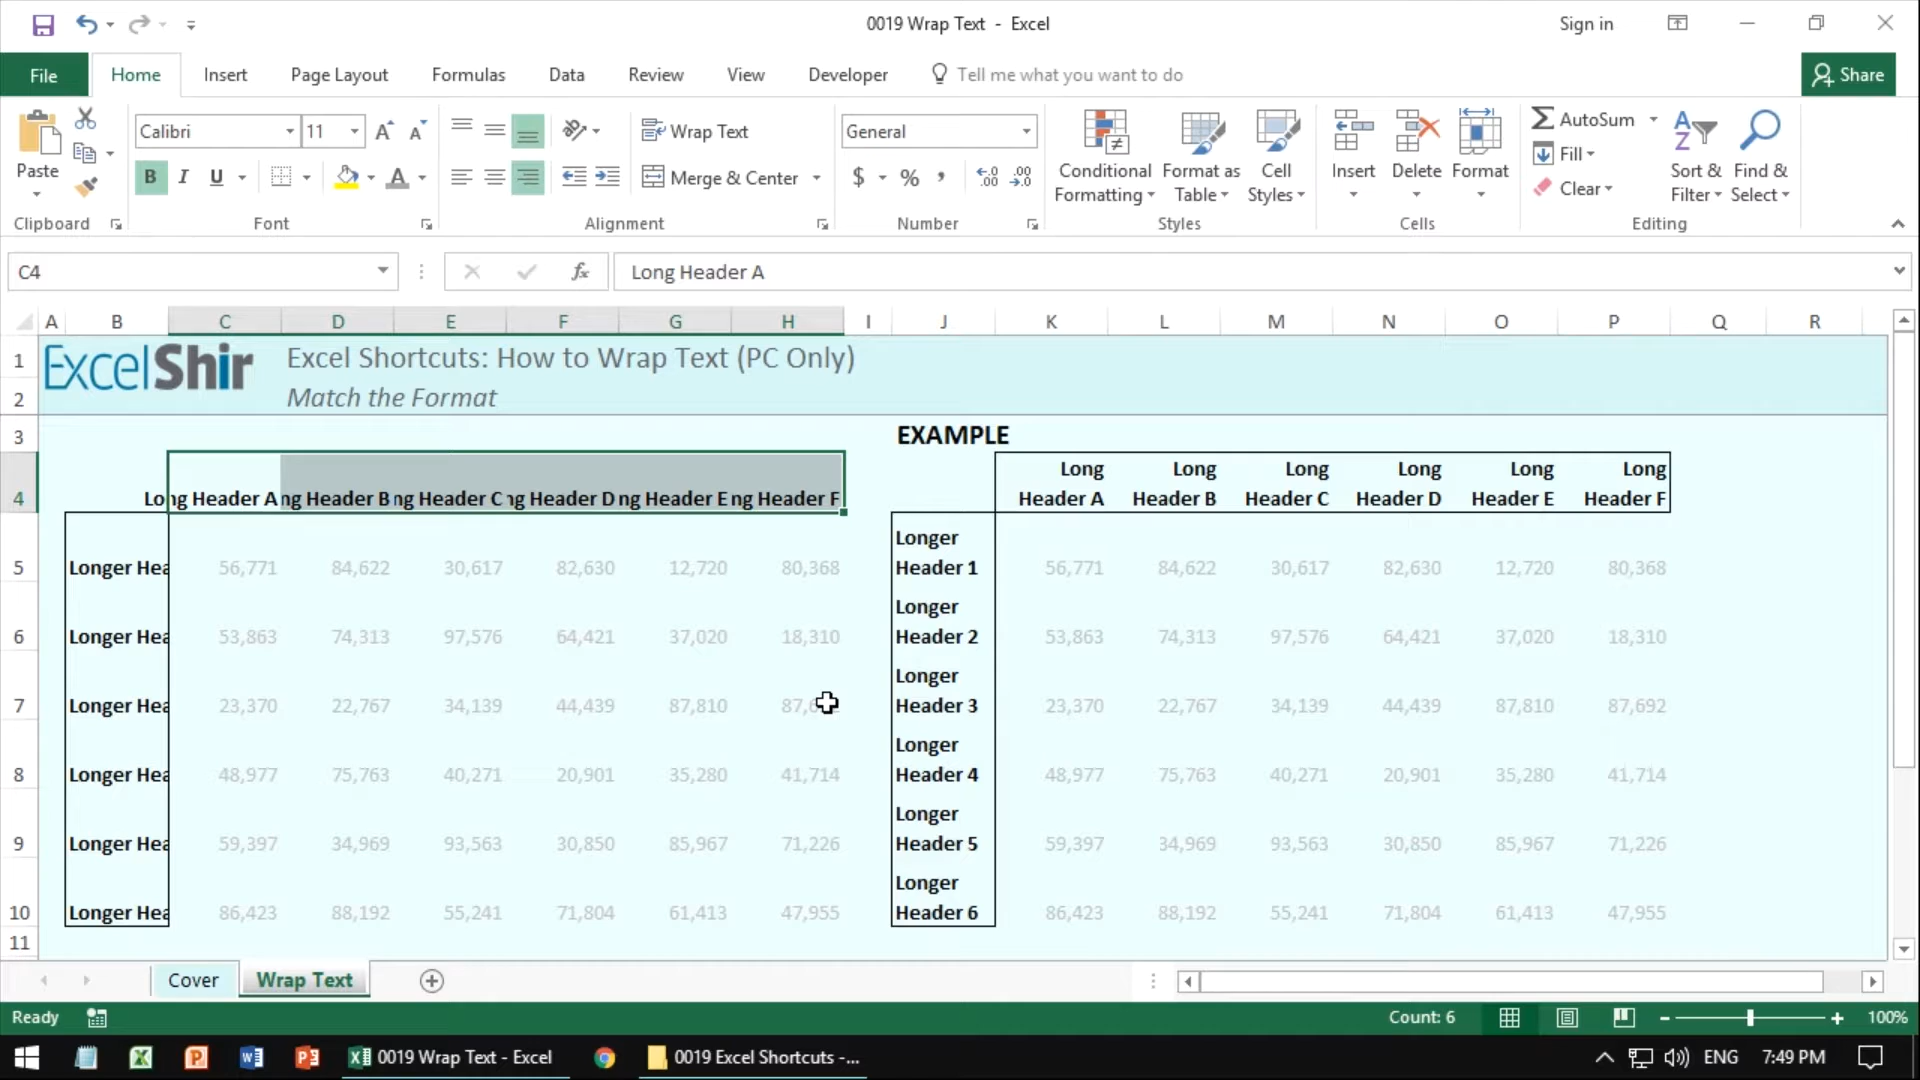 0019 Wrap Text - Excel
Sign in
File Home Insert Page Layout Formulas Data Review View Developer Tell me what you want to do Share
Paste
Clipboard
Calibri 11
B I U
Font
Wrap Text
Merge & Center
Alignment
General
$ % ,
Number
Conditional Formatting
Format as Table
Cell Styles
Styles
Insert Delete Format
Cells
AutoSum
Fill
Clear
Sort & Filter
Find & Select
Editing
C4 fx Long Header A
A B C D E F G H I J K L M N O P Q R
1 ExcelShir Excel Shortcuts: How to Wrap Text (PC Only)
2 Match the Format
3 EXAMPLE
Long Long Long Long Long Long
4 Long Header A ng Header B ng Header C ng Header D ng Header E ng Header F Header A Header B Header C Header D Header E Header F
Longer
5 Longer Hea 56,771 84,622 30,617 82,630 12,720 80,368 Header 1 56,771 84,622 30,617 82,630 12,720 80,368
Longer
6 Longer Hea 53,863 74,313 97,576 64,421 37,020 18,310 Header 2 53,863 74,313 97,576 64,421 37,020 18,310
Longer
7 Longer Hea 23,370 22,767 34,139 44,439 87,810 Header 3 23,370 22,767 34,139 44,439 87,810 87,692
Longer
8 Longer Hea 48,977 75,763 40,271 20,901 35,280 41,714 Header 4 48,977 75,763 40,271 20,901 35,280 41,714
Longer
9 Longer Hea 59,397 34,969 93,563 30,850 85,967 71,226 Header 5 59,397 34,969 93,563 30,850 85,967 71,226
Longer
10 Longer Hea 86,423 88,192 55,241 71,804 61,413 47,955 Header 6 86,423 88,192 55,241 71,804 61,413 47,955
11
Cover Wrap Text
Ready Count: 6 100%
0019 Wrap Text - Excel 0019 Excel Shortcuts -... ENG 7:49 PM